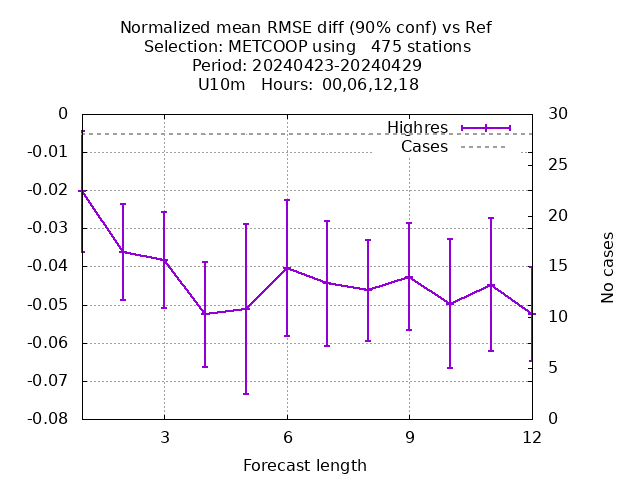 Normalized mean RMSE diff (90% conf) vs Ref
Selection: METCOOP using   475 stations
Period: 20240423-20240429
U10m   Hours:  00,06,12,18
0
-0.01
-0.02
-0.03
-0.04
-0.05
-0.06
-0.07
-0.08
Highres
Cases
30
25
20
15
10
5
0
No cases
3
6
9
12
Forecast length